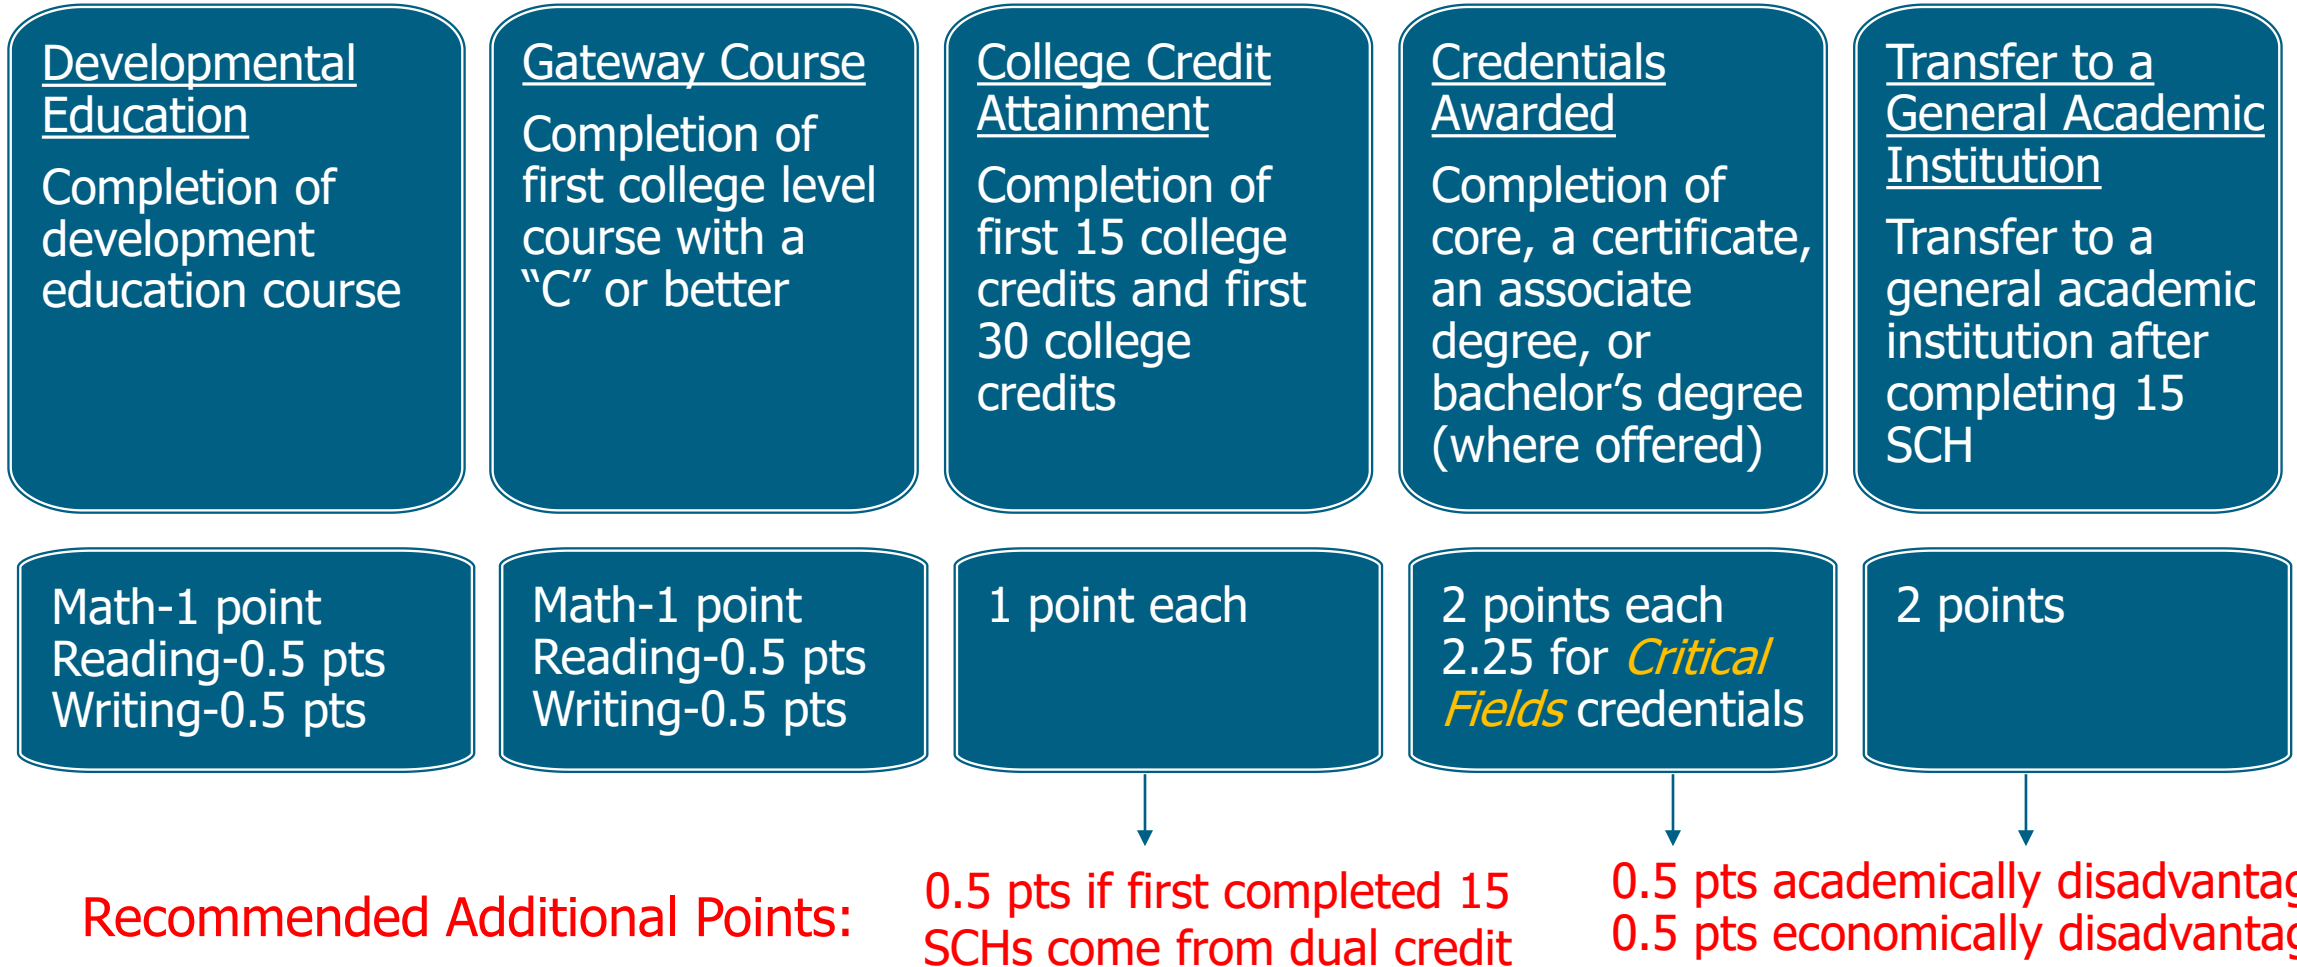 Developmental
Education
Completion of
development
education course
Gateway Course
Completion of
first college level
course with a
“C” or better
College Credit
Attainment
Completion of
first 15 college
credits and first
30 college
credits
Credentials
Awarded
Completion of
core, a certificate,
an associate
degree, or
bachelor’s degree
(where offered)
Transfer to a
General Academic
Institution
Transfer to a
general academic
institution after
completing 15
SCH
Math-1 point
Reading-0.5 pts
Writing-0.5 pts
Math-1 point
Reading-0.5 pts
Writing-0.5 pts
1 point each
2 points each
2.25 for Critical
Fields credentials
2 points
Recommended Additional Points:
0.5 pts if first completed 15
SCHs come from dual credit
0.5 pts academically
0.5 pts economically